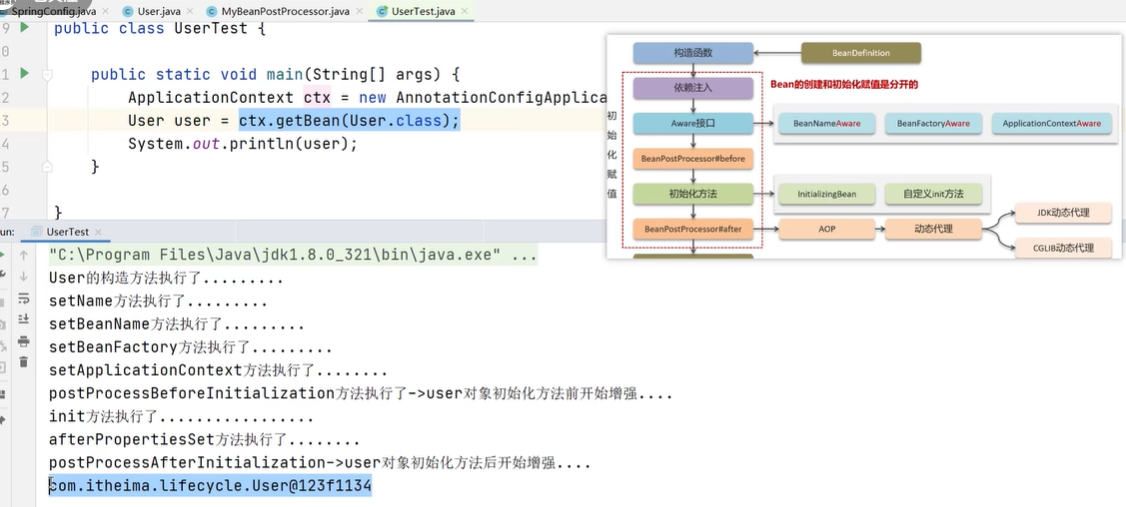 SpringConfig.java
User.java
MyBeanPostProcessor.java
UserTest.java
9
public class UserTest {
0
1
public static void main(String[] args) {
2
ApplicationContext ctx = new AnnotationConfigApplica
3
User user = ctx.getBean(User.class);
4
System.out.println(user);
5
}
6
7
}
构造函数
BeanDefinition
依赖注入
Bean的创建和初始化赋值是分开的
初始化赋值
Aware接口
BeanNameAware
BeanFactoryAware
ApplicationContextAware
BeanPostProcessor#before
初始化方法
InitializingBean
自定义init方法
BeanPostProcessor#after
AOP
动态代理
JDK动态代理
CGLIB动态代理
un:
UserTest
"C:\Program Files\Java\jdk1.8.0_321\bin\java.exe" ...
User的构造方法执行了.........
setName方法执行了.........
setBeanName方法执行了.........
setBeanFactory方法执行了.........
setApplicationContext方法执行了........
postProcessBeforeInitialization方法执行了->user对象初始化方法前开始增强....
init方法执行了.................
afterPropertiesSet方法执行了........
postProcessAfterInitialization->user对象初始化方法后开始增强....
com.itheima.lifecycle.User@123f1134